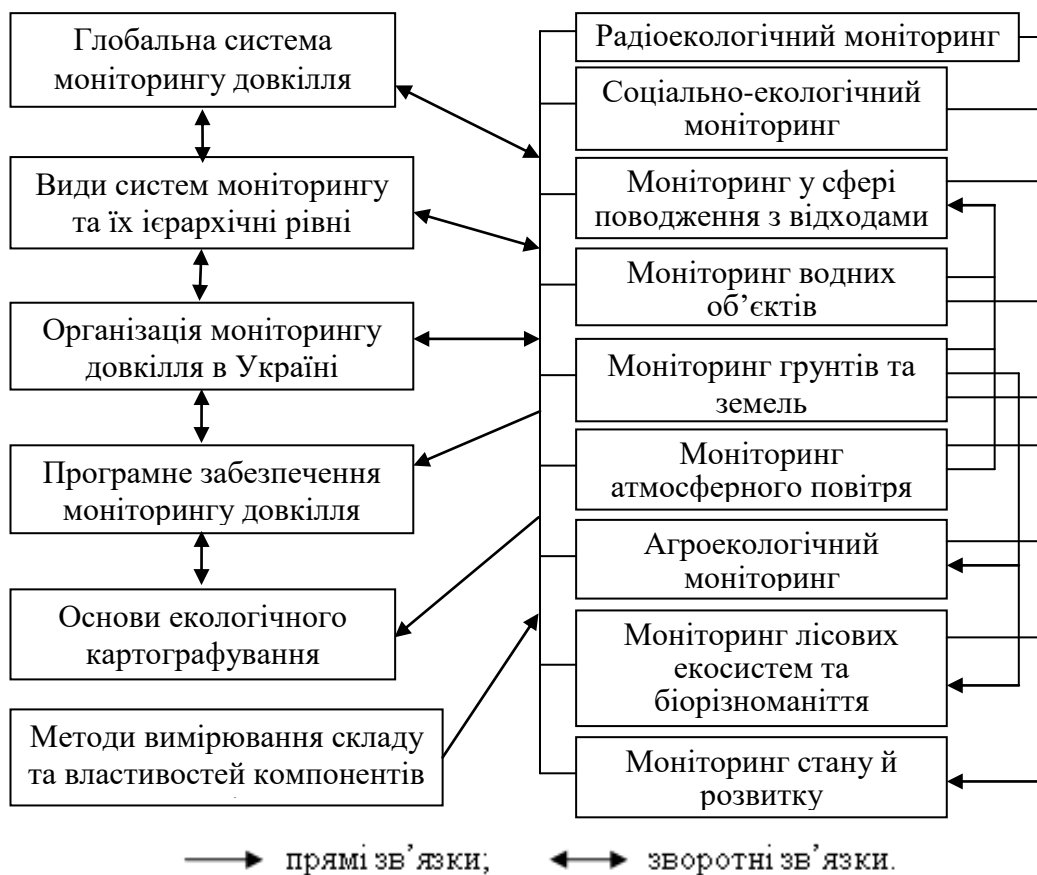 Глобальна система
моніторингу довкілля
Види систем моніторингу
та їх ієрархічні рівні
Організація моніторингу
довкілля в Україні
Програмне забезпечення
моніторингу довкілля
Основи екологічного
картографування
Методи вимірювання складу
та властивостей компонентів
Радіоекологічний моніторинг
Соціально-екологічний
моніторинг
Моніторинг у сфері
поводження з відходами
Моніторинг водних
об’єктів
Моніторинг грунтів та
земель
Моніторинг
атмосферного повітря
Агроекологічний
моніторинг
Моніторинг лісових
екосистем та
біорізноманіття
Моніторинг стану й
розвитку
прямі зв’язки; зворотні зв’язки.